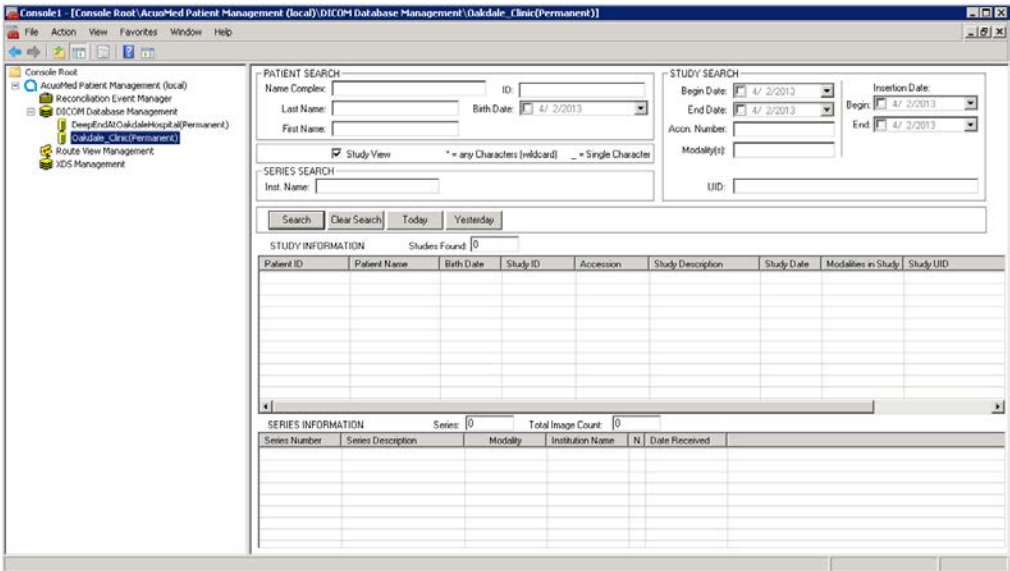 Console1 - [Console Root\AcuoMed Patient Management (local)\DICOM Database Management\Oakdale_Clinic(Permanent)]
File Action View Favorites Window Help
Console Root
AcuoMed Patient Management (local)
Reconciliation Event Manager
DICOM Database Management
DeepEndAtOakdaleHospital(Permanent)
Oakdale_Clinic(Permanent)
Route View Management
XDS Management
PATIENT SEARCH
Name Complex: ID:
Last Name: Birth Date: 4/ 2/2013
First Name:
Study View * = any Characters (wildcard) _ = Single Character
SERIES SEARCH
Inst. Name:
STUDY SEARCH
Begin Date: 4/ 2/2013
End Date: 4/ 2/2013
Accn. Number:
Modality(s):
UID:
Insertion Date:
Begin: 4/ 2/2013
End: 4/ 2/2013
Search Clear Search Today Yesterday
STUDY INFORMATION Studies Found: 0
Patient ID Patient Name Birth Date Study ID Accession Study Description Study Date Modalities in Study Study UID
SERIES INFORMATION Series: 0 Total Image Count: 0
Series Number Series Description Modality Institution Name N. Date Received